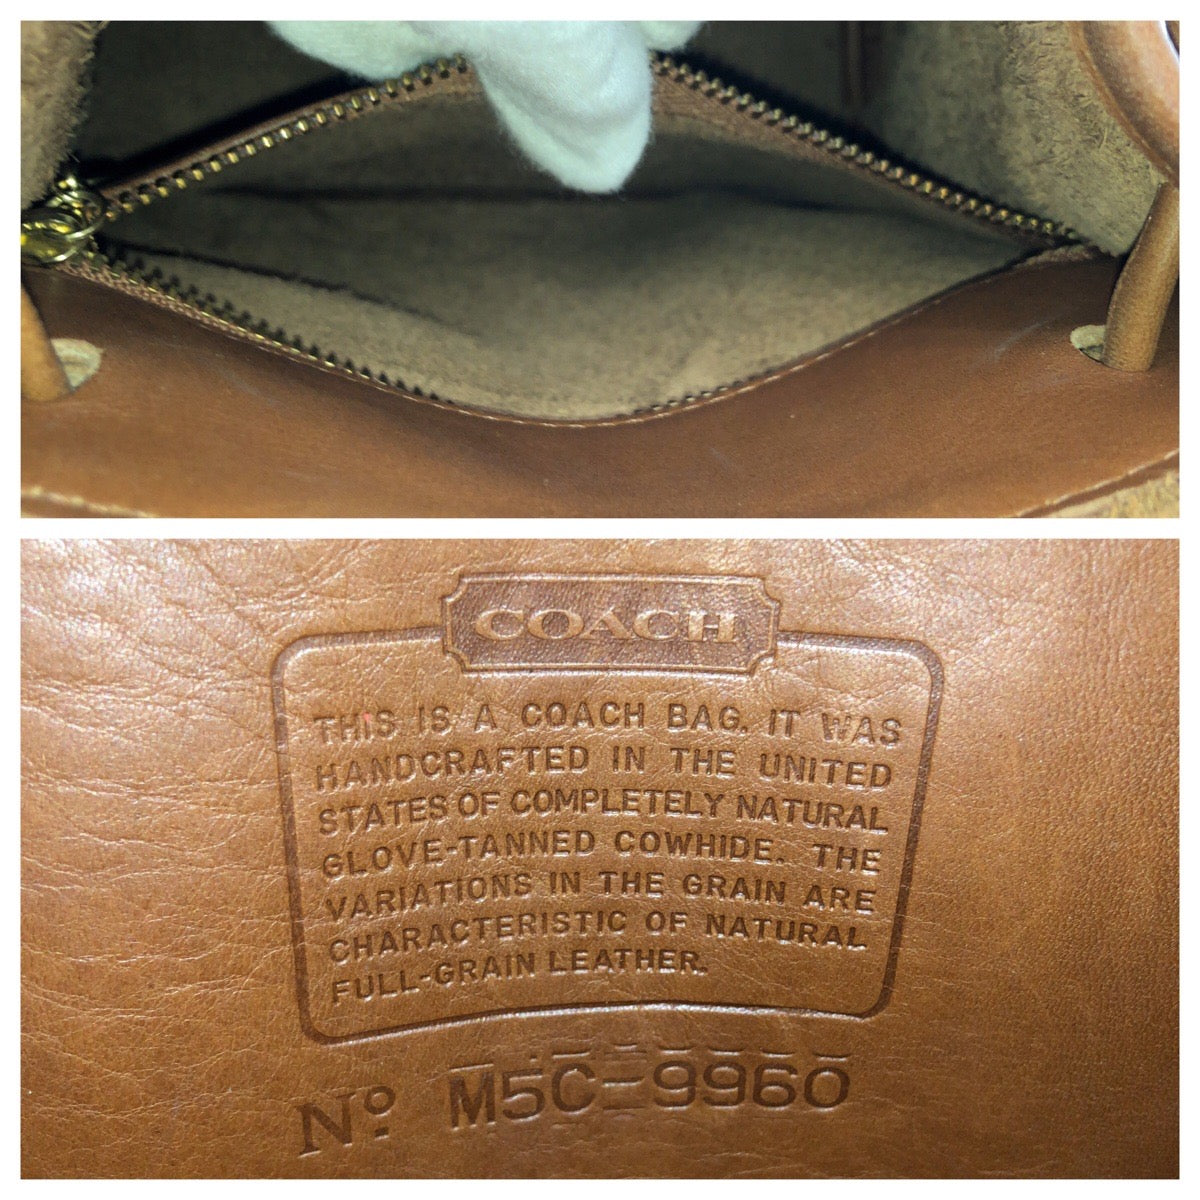 COACH
THIS IS A COACH BAG. IT WAS
HANDCRAFTED IN THE UNITED
STATES OF COMPLETELY NATURAL
GLOVE-TANNED COWHIDE. THE
VARIATIONS IN THE GRAIN ARE
CHARACTERISTIC OF NATURAL
FULL-GRAIN LEATHER.
Nº M5C-9960